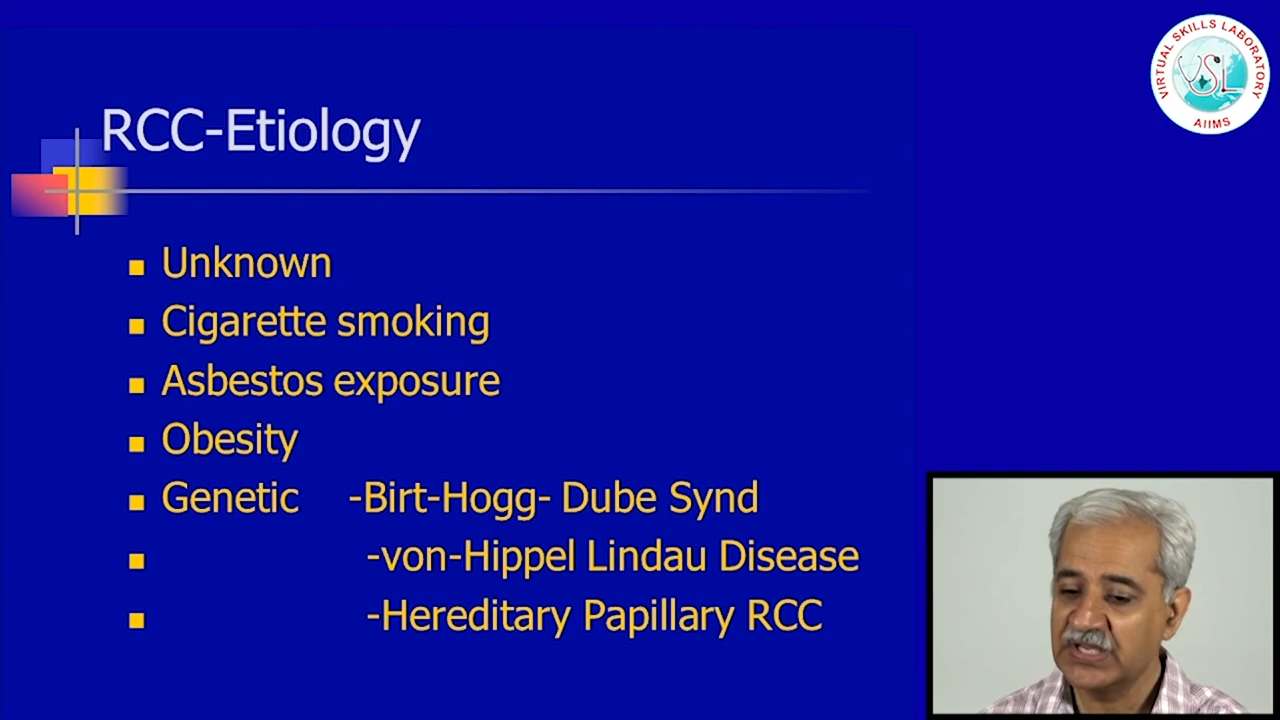 RCC-Etiology
Unknown
Cigarette smoking
Asbestos exposure
Obesity
Genetic -Birt-Hogg- Dube Synd
-von-Hippel Lindau Disease
-Hereditary Papillary RCC
VIRTUAL SKILLS LABORATORY
VSL
AIIMS